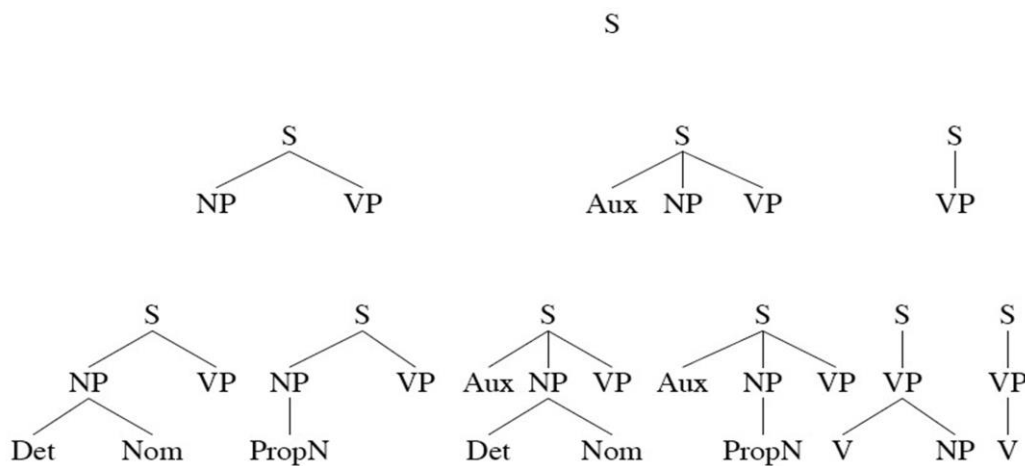 S
S S S
NP VP Aux NP VP VP
S S S S S S
NP VP NP VP Aux NP VP Aux NP VP VP VP
Det Nom PropN Det Nom PropN V NP V